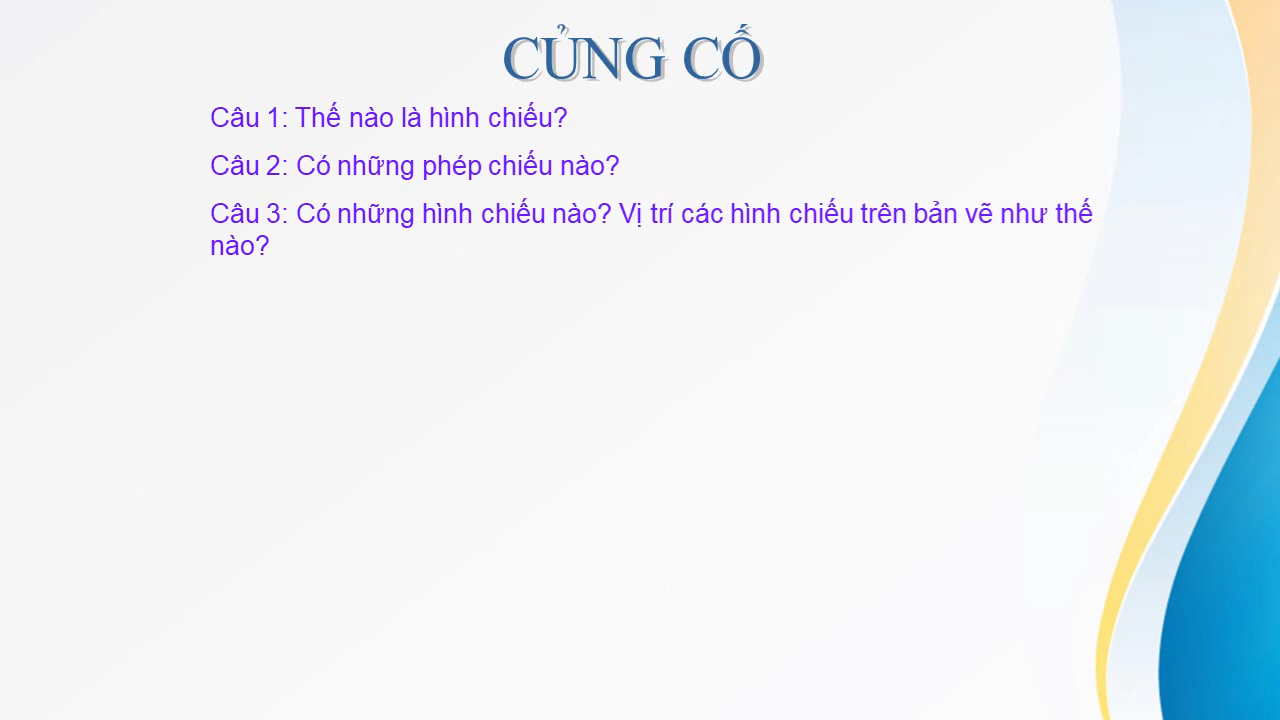 CỦNG CỐ
Câu 1: Thế nào là hình chiếu?
Câu 2: Có những phép chiếu nào?
Câu 3: Có những hình chiếu nào? Vị trí các hình chiếu trên bản vẽ như thế
nào?